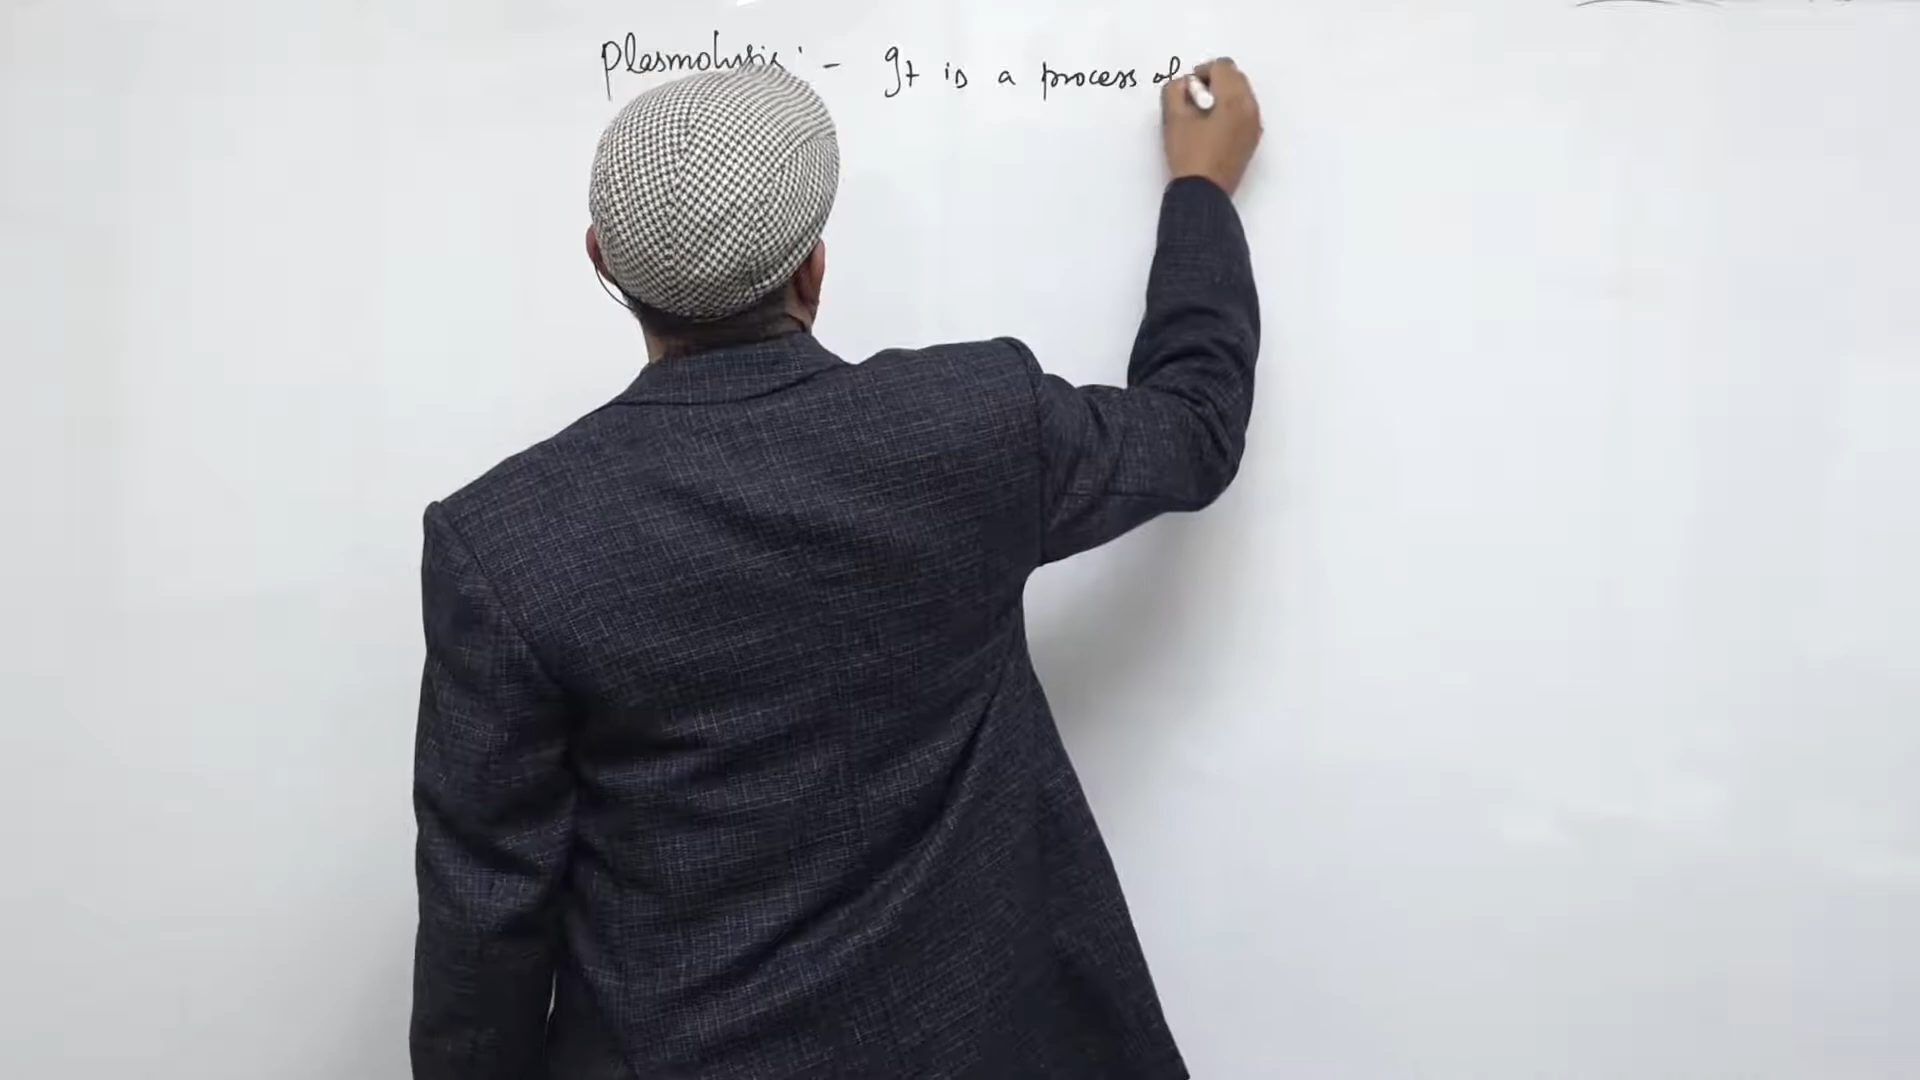 Plasmolysis :- It is a process of